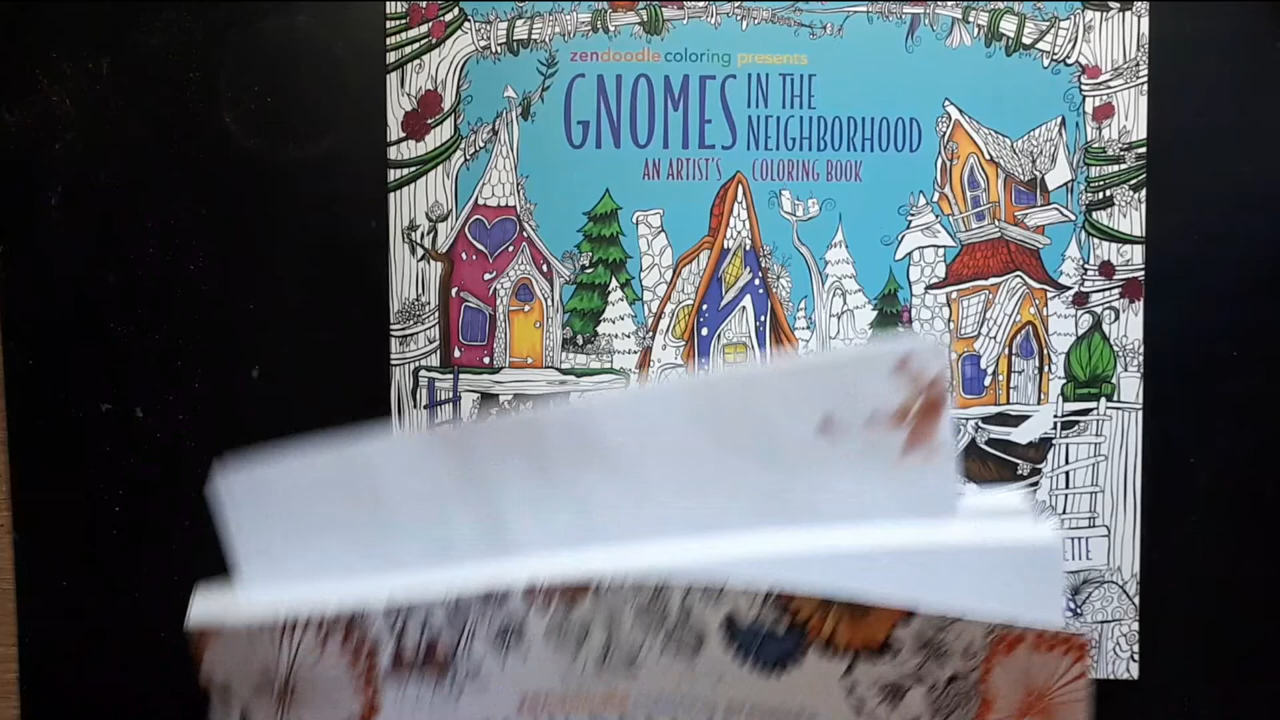 zendoodle coloring presents
GNOMES IN THE
NEIGHBORHOOD
AN ARTIST'S COLORING BOOK